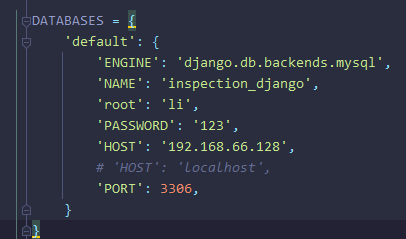 DATABASES = {
    'default': {
        'ENGINE': 'django.db.backends.mysql',
        'NAME': 'inspection_django',
        'root': 'li',
        'PASSWORD': '123',
        'HOST': '192.168.66.128',
        # 'HOST': 'localhost',
        'PORT': 3306,
    }
}